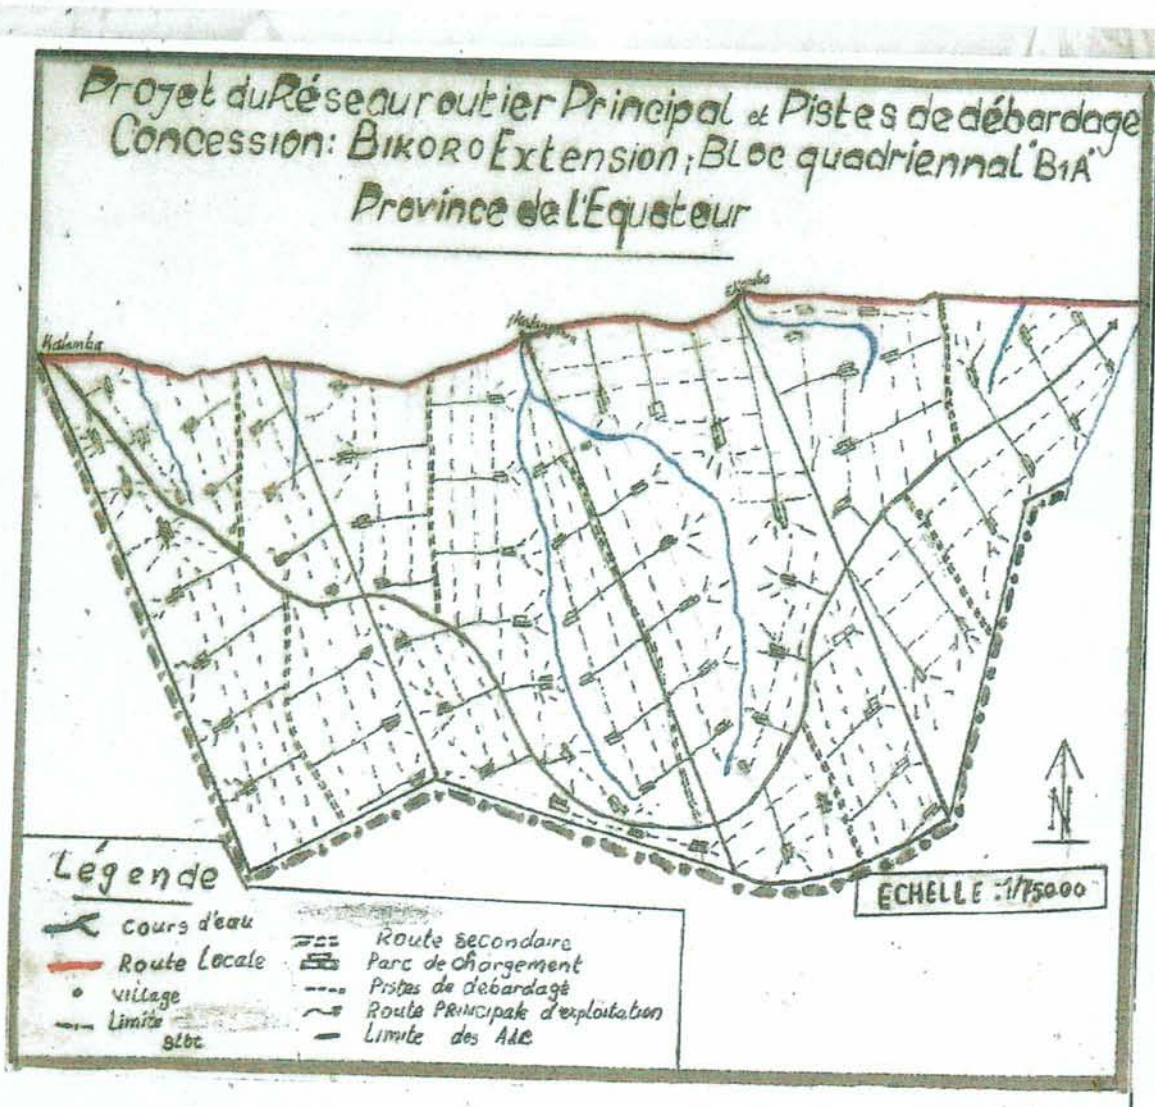 Projet du Réseau routier Principal et Pistes de débardage
Concession: BIKORO Extension; Bloc quadriennal "B1A"
Province de l'Equateur
Kalamba
N
ECHELLE : 1/75000
Légende
Cours d'eau
Route Locale
Village
Limite
Bloc
Route secondaire
Parc de chargement
Pistes de débardage
Route PRINCIPALE d'exploitation
Limite des AAC